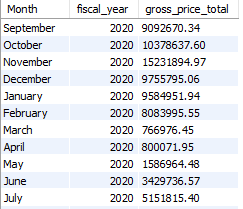 Month fiscal_year gross_price_total
September 2020 9092670.34
October 2020 10378637.60
November 2020 15231894.97
December 2020 9755795.06
January 2020 9584951.94
February 2020 8083995.55
March 2020 766976.45
April 2020 800071.95
May 2020 1586964.48
June 2020 3429736.57
July 2020 5151815.40